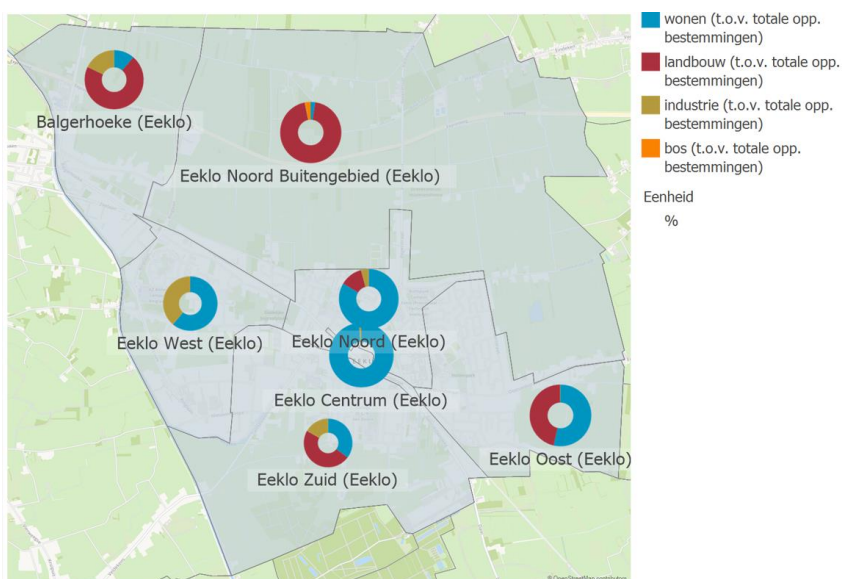 wonen (t.o.v. totale opp.
bestemmingen)
landbouw (t.o.v. totale opp.
bestemmingen)
industrie (t.o.v. totale opp.
bestemmingen)
bos (t.o.v. totale opp.
bestemmingen)
Eenheid
%
Balgerhoeke (Eeklo)
Eeklo Noord Buitengebied (Eeklo)
Eeklo West (Eeklo)
Eeklo Noord (Eeklo)
Eeklo Centrum (Eeklo)
Eeklo Oost (Eeklo)
Eeklo Zuid (Eeklo)